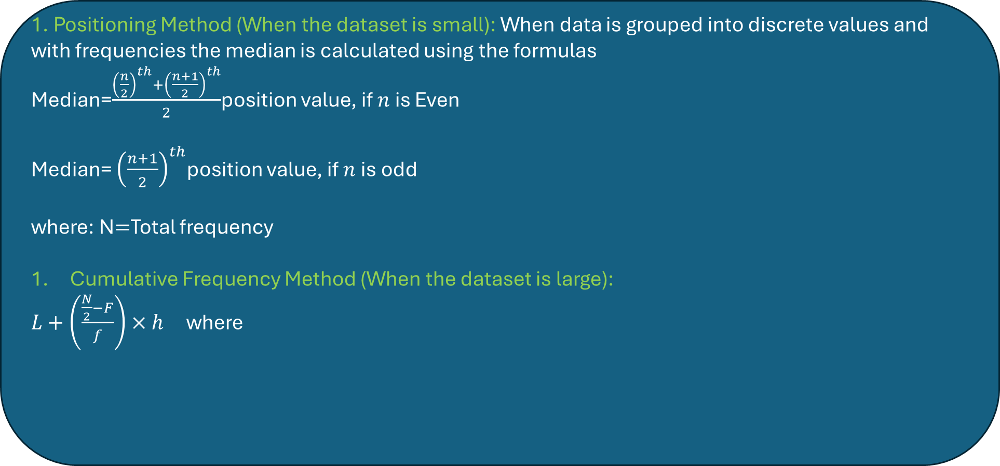 1. Positioning Method (When the dataset is small): When data is grouped into discrete values and
with frequencies the median is calculated using the formulas
Median=\frac{\left(\frac{n}{2}\right)^{th}+\left(\frac{n+1}{2}\right)^{th}}{2}position value, if n is Even
Median= \left(\frac{n+1}{2}\right)^{th} position value, if n is odd
where: N=Total frequency
1. Cumulative Frequency Method (When the dataset is large):
L + \left(\frac{\frac{N}{2}-F}{f}\right) × h where